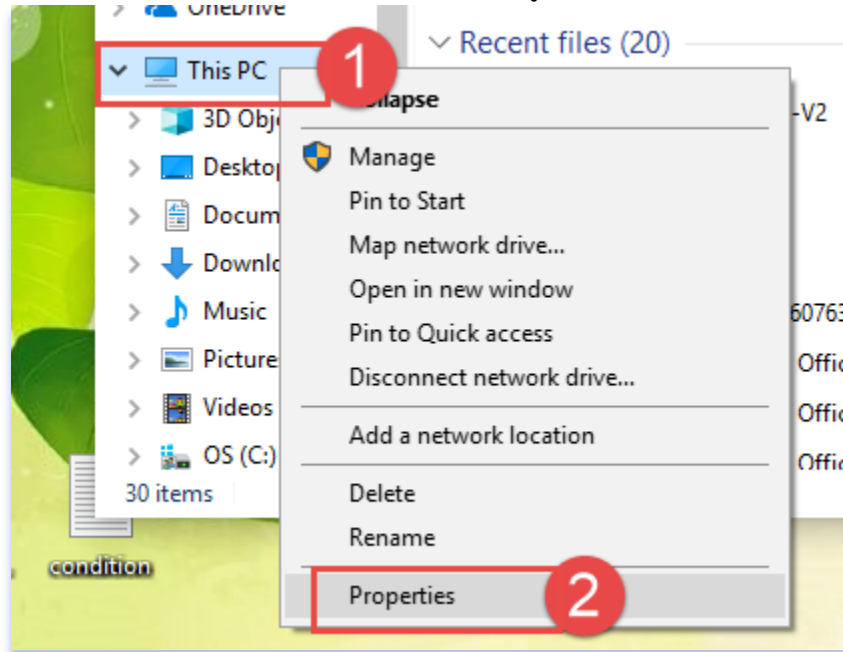 OneDrive
Recent files (20)
This PC
1
3D Obj
-V2
Desktop
Docum
Downlo
Music
60763
Picture
Offic
Videos
Offic
OS (C:)
Offic
30 items
Manage
Pin to Start
Map network drive...
Open in new window
Pin to Quick access
Disconnect network drive...
Add a network location
Delete
Rename
Properties
2
condition